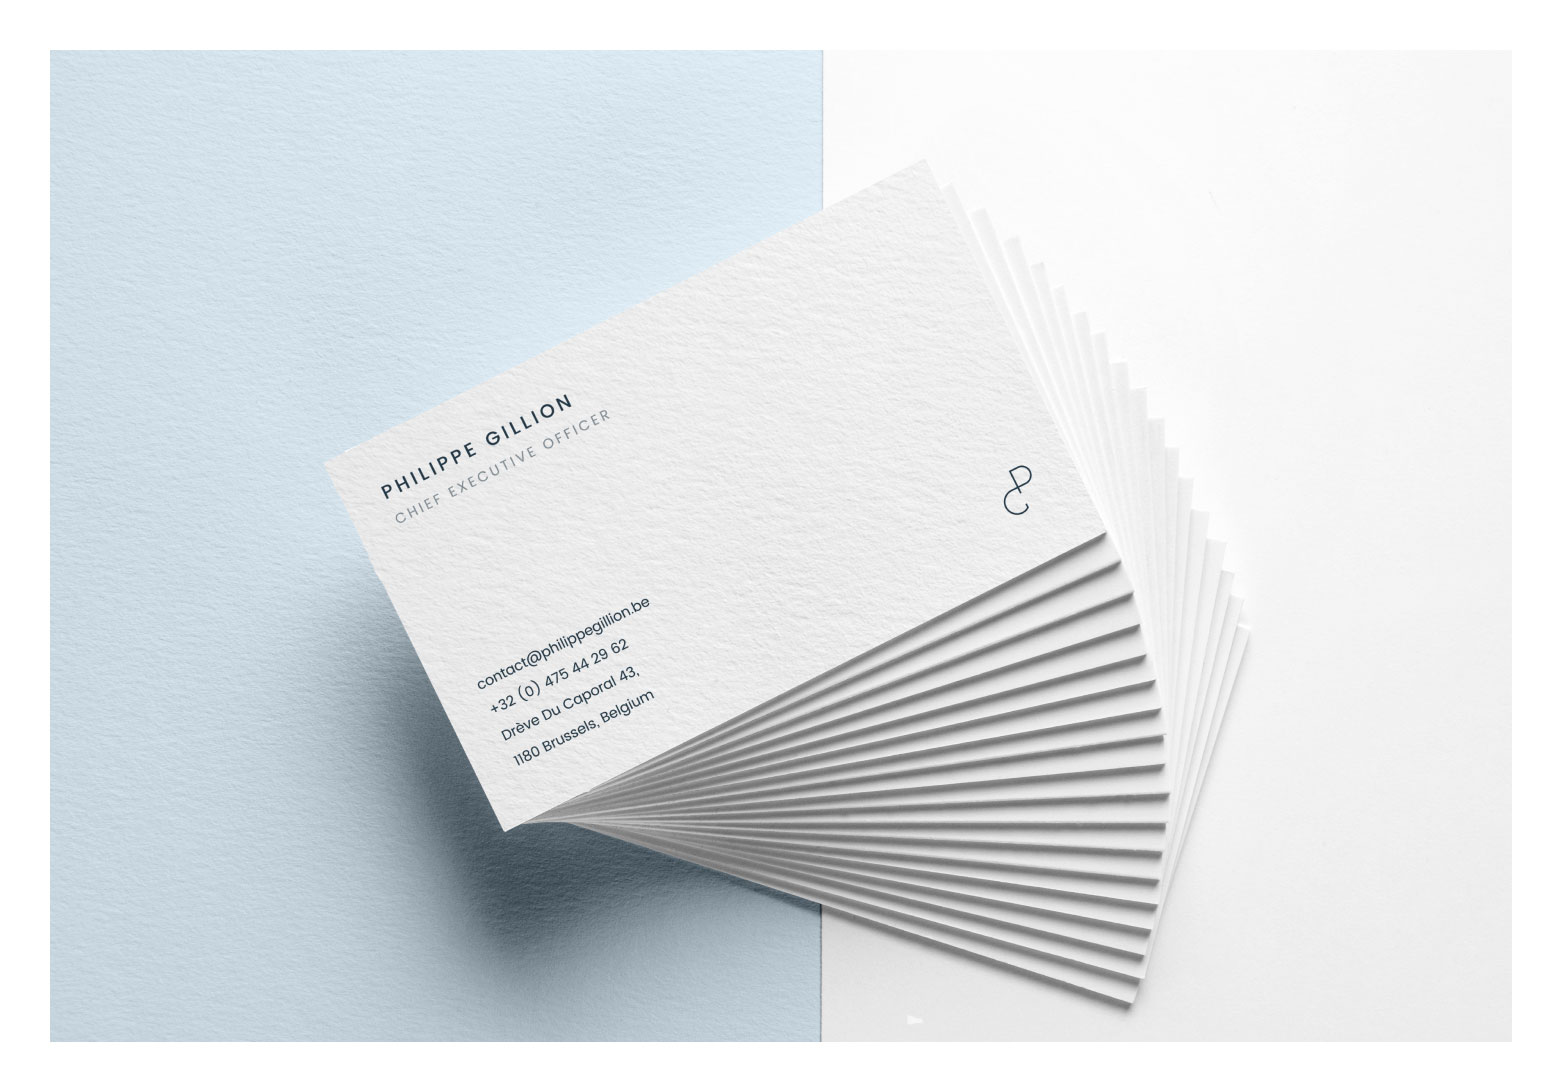 PHILIPPE GILLION
CHIEF EXECUTIVE OFFICER
contact@philippegillion.be
+32 (0) 475 44 29 62
Drève Du Caporal 43,
1180 Brussels, Belgium